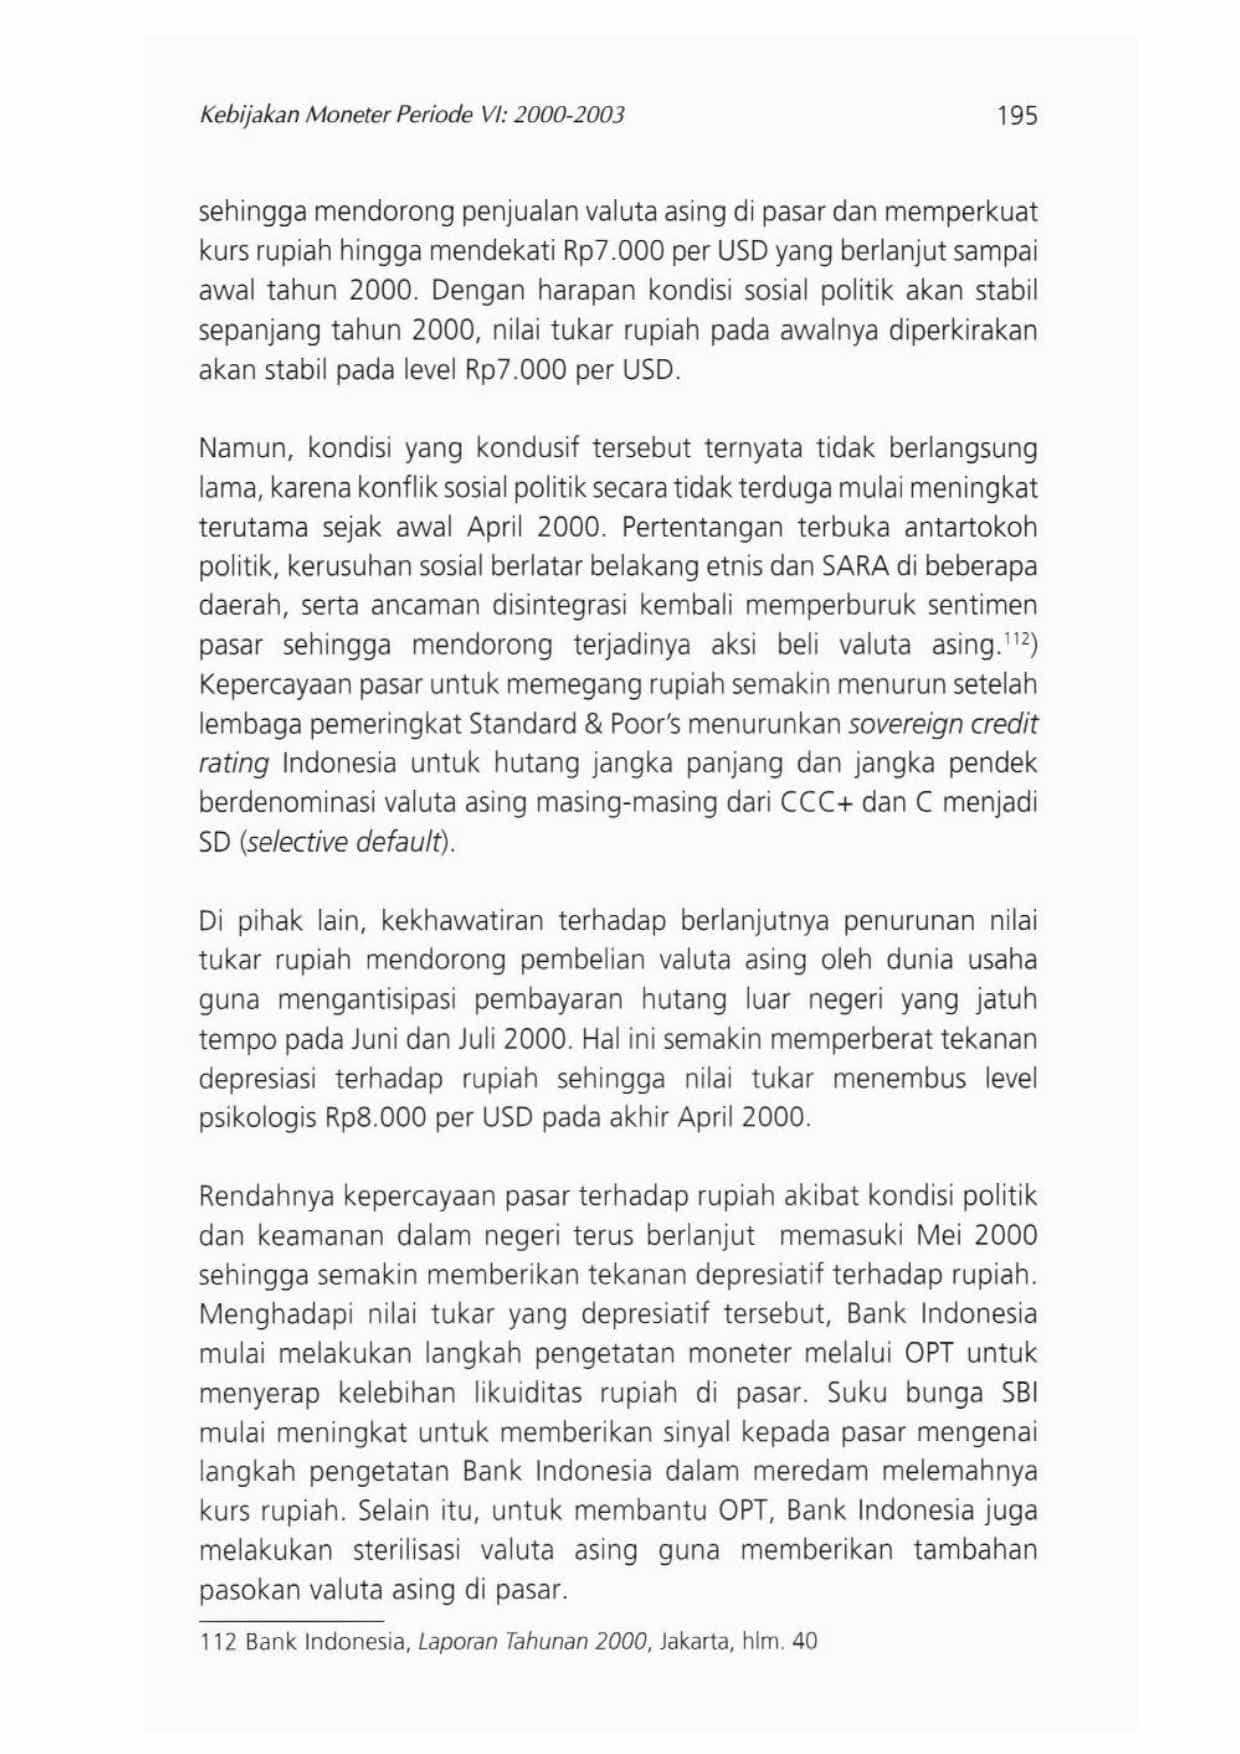 Kebijakan Moneter Periode VI: 2000-2003 195
sehingga mendorong penjualan valuta asing di pasar dan memperkuat
kurs rupiah hingga mendekati Rp7.000 per USD yang berlanjut sampai
awal tahun 2000. Dengan harapan kondisi sosial politik akan stabil
sepanjang tahun 2000, nilai tukar rupiah pada awalnya diperkirakan
akan stabil pada level Rp7.000 per USD.
Namun, kondisi yang kondusif tersebut ternyata tidak berlangsung
lama, karena konflik sosial politik secara tidak terduga mulai meningkat
terutama sejak awal April 2000. Pertentangan terbuka antartokoh
politik, kerusuhan sosial berlatar belakang etnis dan SARA di beberapa
daerah, serta ancaman disintegrasi kembali memperburuk sentimen
pasar sehingga mendorong terjadinya aksi beli valuta asing.¹¹²)
Kepercayaan pasar untuk memegang rupiah semakin menurun setelah
lembaga pemeringkat Standard & Poor's menurunkan sovereign credit
rating Indonesia untuk hutang jangka panjang dan jangka pendek
berdenominasi valuta asing masing-masing dari CCC+ dan C menjadi
SD (selective default).
Di pihak lain, kekhawatiran terhadap berlanjutnya penurunan nilai
tukar rupiah mendorong pembelian valuta asing oleh dunia usaha
guna mengantisipasi pembayaran hutang luar negeri yang jatuh
tempo pada Juni dan Juli 2000. Hal ini semakin memperberat tekanan
depresiasi terhadap rupiah sehingga nilai tukar menembus level
psikologis Rp8.000 per USD pada akhir April 2000.
Rendahnya kepercayaan pasar terhadap rupiah akibat kondisi politik
dan keamanan dalam negeri terus berlanjut memasuki Mei 2000
sehingga semakin memberikan tekanan depresiatif terhadap rupiah.
Menghadapi nilai tukar yang depresiatif tersebut, Bank Indonesia
mulai melakukan langkah pengetatan moneter melalui OPT untuk
menyerap kelebihan likuiditas rupiah di pasar. Suku bunga SBI
mulai meningkat untuk memberikan sinyal kepada pasar mengenai
langkah pengetatan Bank Indonesia dalam meredam melemahnya
kurs rupiah. Selain itu, untuk membantu OPT, Bank Indonesia juga
melakukan sterilisasi valuta asing guna memberikan tambahan
pasokan valuta asing di pasar.
112 Bank Indonesia, Laporan Tahunan 2000, Jakarta, hlm. 40